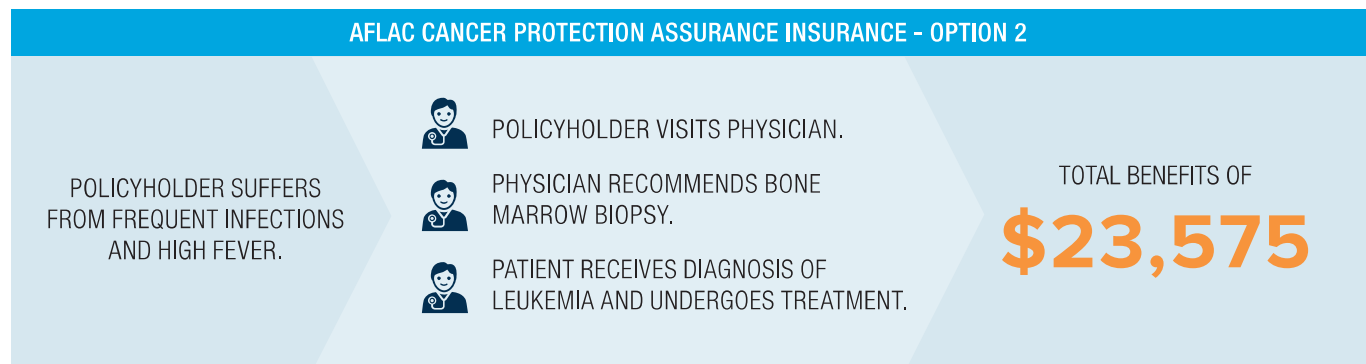 AFLAC CANCER PROTECTION ASSURANCE INSURANCE - OPTION 2
POLICYHOLDER SUFFERS
FROM FREQUENT INFECTIONS
AND HIGH FEVER.
POLICYHOLDER VISITS PHYSICIAN.
PHYSICIAN RECOMMENDS BONE
MARROW BIOPSY.
PATIENT RECEIVES DIAGNOSIS OF
LEUKEMIA AND UNDERGOES TREATMENT.
TOTAL BENEFITS OF
$23,575